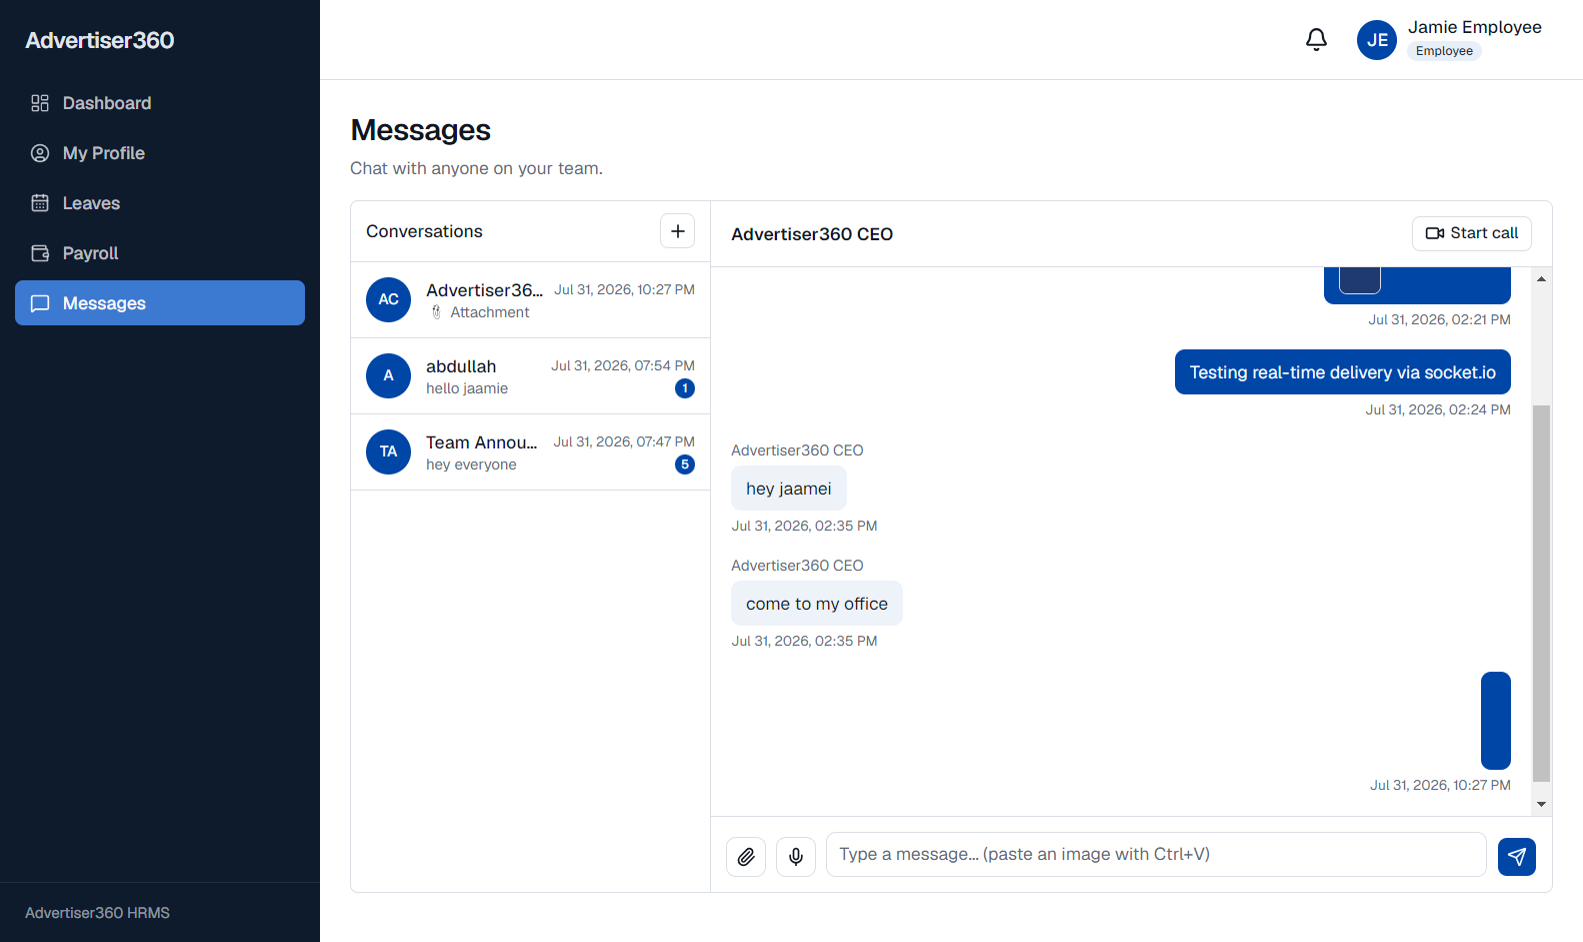 Advertiser360
Dashboard
My Profile
Leaves
Payroll
Messages
Advertiser360 HRMS
JE
Jamie Employee
Employee
Messages
Chat with anyone on your team.
Conversations
AC
Advertiser36... Jul 31, 2026, 10:27 PM
Attachment
A
abdullah Jul 31, 2026, 07:54 PM
hello jaamie 1
TA
Team Annou... Jul 31, 2026, 07:47 PM
hey everyone 5
Advertiser360 CEO
Start call
Jul 31, 2026, 02:21 PM
Testing real-time delivery via socket.io
Jul 31, 2026, 02:24 PM
Advertiser360 CEO
hey jaamei
Jul 31, 2026, 02:35 PM
Advertiser360 CEO
come to my office
Jul 31, 2026, 02:35 PM
Jul 31, 2026, 10:27 PM
Type a message... (paste an image with Ctrl+V)